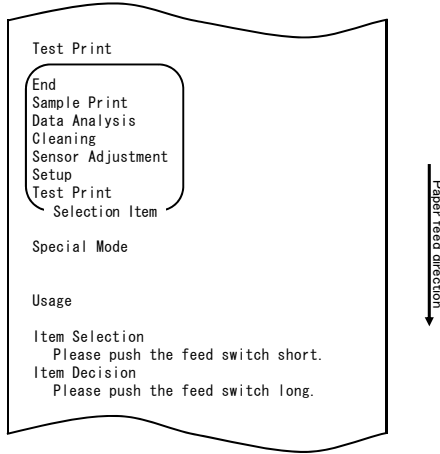 Test Print
End
Sample Print
Data Analysis
Cleaning
Sensor Adjustment
Setup
Test Print
Selection Item
Special Mode
Usage
Item Selection
Please push the feed switch short.
Item Decision
Please push the feed switch long.
Paper feed direction